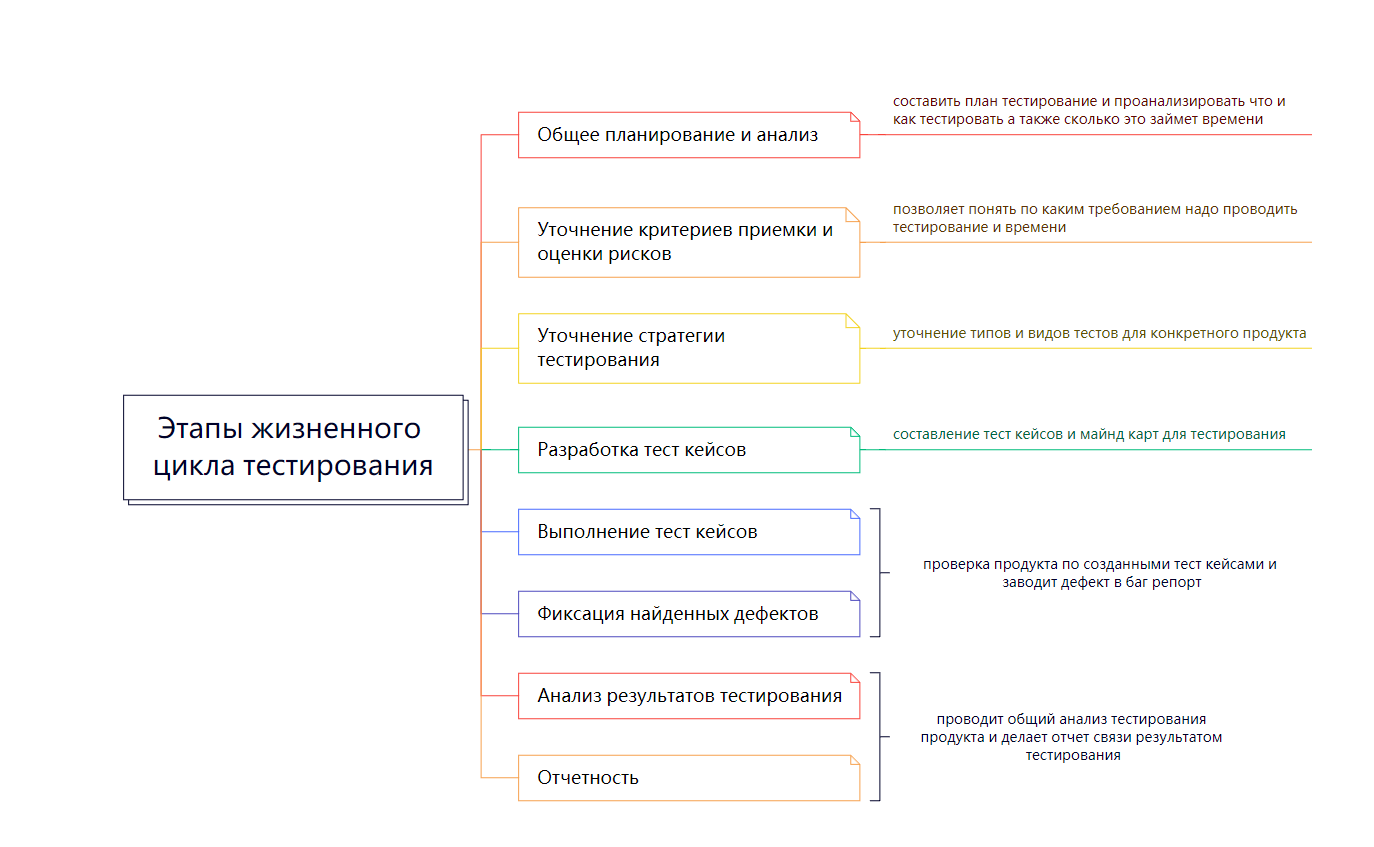 Этапы жизненного
цикла тестирования
Общее планирование и анализ
составить план тестирование и проанализировать что и
как тестировать а также сколько это займет времени
Уточнение критериев приемки и
оценки рисков
позволяет понять по каким требованием надо проводить
тестирование и времени
Уточнение стратегии
тестирования
уточнение типов и видов тестов для конкретного продукта
Разработка тест кейсов
составление тест кейсов и майнд карт для тестирования
Выполнение тест кейсов
Фиксация найденных дефектов
проверка продукта по созданными тест кейсами и
заводит дефект в баг репорт
Анализ результатов тестирования
Отчетность
проводит общий анализ тестирования
продукта и делает отчет связи результатом
тестирования